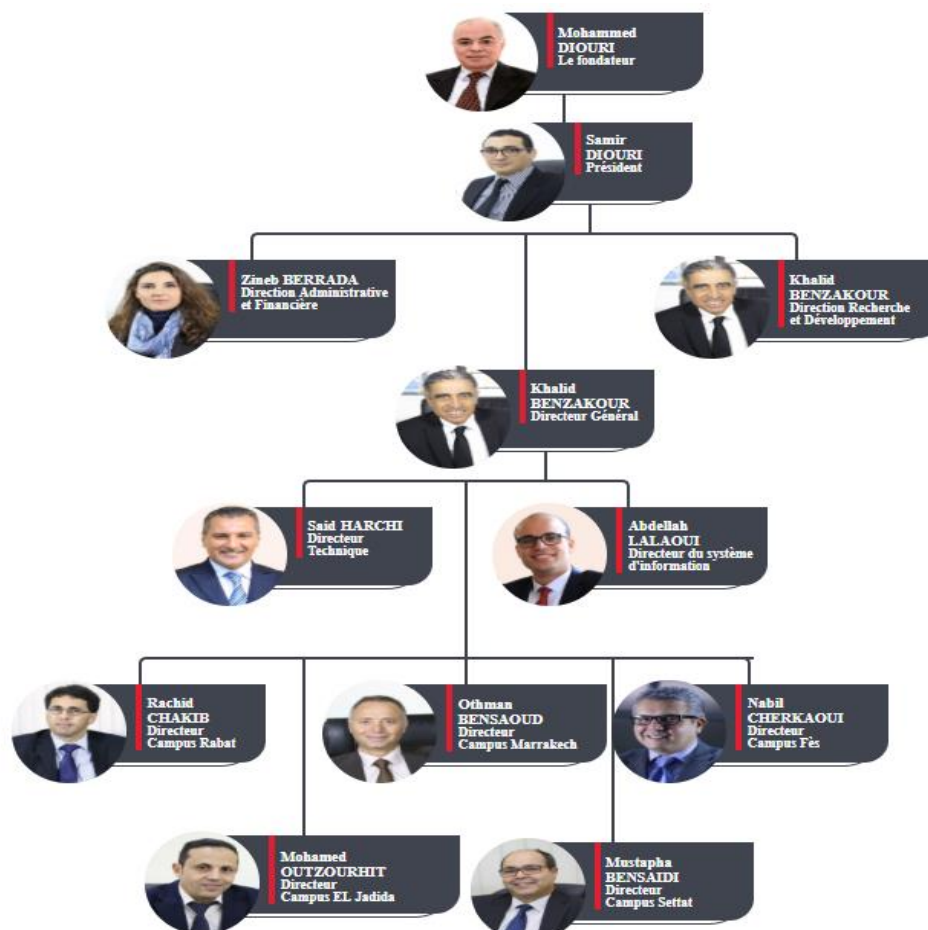 Mohammed
DIOURI
Le fondateur
Samir
DIOURI
Président
Zineb BERRADA
Direction Administrative
et Financière
Khalid
BENZAKOUR
Direction Recherche
et Développement
Khalid
BENZAKOUR
Directeur Général
Said HARCHI
Directeur
Technique
Abdellah
LALAOUI
Directeur du système
d'information
Rachid
CHAKIB
Directeur
Campus Rabat
Othman
BENSAOUD
Directeur
Campus Marrakech
Nabil
CHERKAOUI
Directeur
Campus Fès
Mohamed
OUTZOURHIT
Directeur
Campus EL Jadida
Mustapha
BENSAIDI
Directeur
Campus Settat